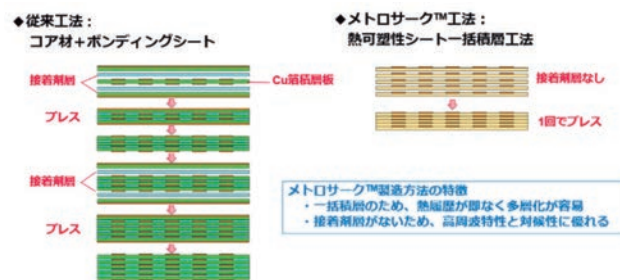 ◆従来工法：
コア材＋ボンディングシート
接着剤層
Cu箔積層板
プレス
接着剤層
プレス
◆メトロサーク™工法：
熱可塑性シート一括積層工法
接着剤層なし
1回でプレス
メトロサーク™製造方法の特徴
・一括積層のため、熱履歴が即なく多層化が容易
・接着剤層がないため、高周波特性と対候性に優れる